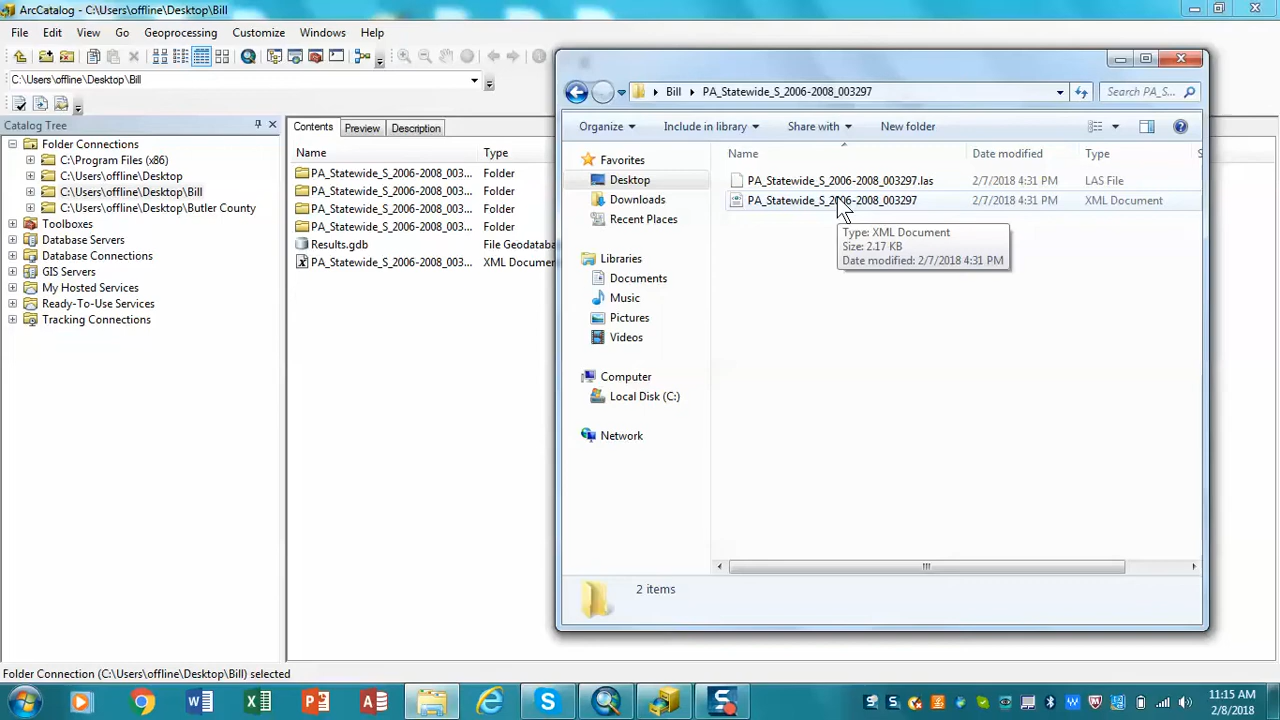 ArcCatalog - C:\Users\offline\Desktop\Bill
File Edit View Go Geoprocessing Customize Windows Help
C:\Users\offline\Desktop\Bill
Catalog Tree
Folder Connections
C:\Program Files (x86)
C:\Users\offline\Desktop
C:\Users\offline\Desktop\Bill
C:\Users\offline\Desktop\Butler County
Toolboxes
Database Servers
Database Connections
GIS Servers
My Hosted Services
Ready-To-Use Services
Tracking Connections
Contents Preview Description
Name Type
PA_Statewide_S_2006-2008_003... Folder
PA_Statewide_S_2006-2008_003... Folder
PA_Statewide_S_2006-2008_003... Folder
PA_Statewide_S_2006-2008_003... Folder
Results.gdb File Geodataba
PA_Statewide_S_2006-2008_003... XML Documen
Bill PA_Statewide_S_2006-2008_003297
Search PA_S...
Organize Include in library Share with New folder
Favorites
Desktop
Downloads
Recent Places
Libraries
Documents
Music
Pictures
Videos
Computer
Local Disk (C:)
Network
Name Date modified Type S
PA_Statewide_S_2006-2008_003297.las 2/7/2018 4:31 PM LAS File
PA_Statewide_S_2006-2008_003297 2/7/2018 4:31 PM XML Document
Type: XML Document
Size: 2.17 KB
Date modified: 2/7/2018 4:31 PM
2 items
Folder Connection (C:\Users\offline\Desktop\Bill) selected
11:15 AM
2/8/2018